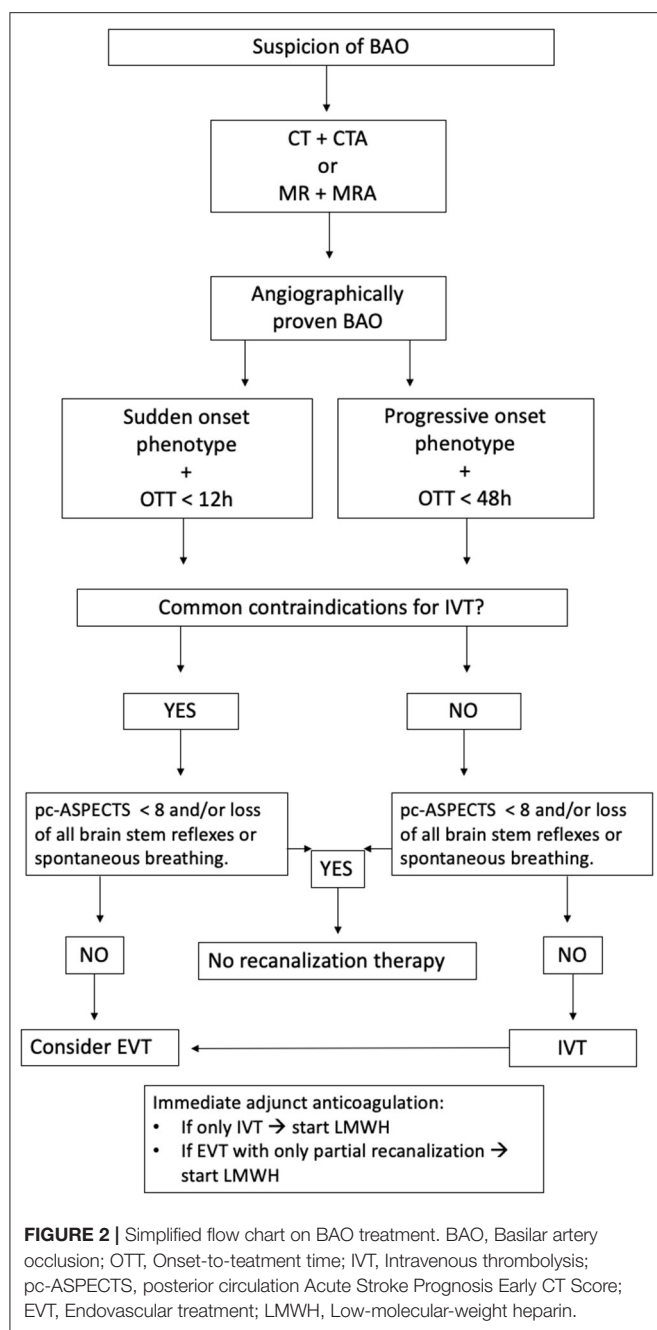 Suspicion of BAO
CT + CTA
or
MR + MRA
Angiographically
proven BAO
Sudden onset
phenotype
+
OTT < 12h
Progressive onset
phenotype
+
OTT < 48h
Common contraindications for IVT?
YES
NO
pc-ASPECTS < 8 and/or loss
of all brain stem reflexes or
spontaneous breathing.
pc-ASPECTS < 8 and/or loss
of all brain stem reflexes or
spontaneous breathing.
YES
NO
No recanalization therapy
NO
Consider EVT
IVT
Immediate adjunct anticoagulation:
• If only IVT → start LMWH
• If EVT with only partial recanalization →
start LMWH
FIGURE 2 | Simplified flow chart on BAO treatment. BAO, Basilar artery
occlusion; OTT, Onset-to-teatment time; IVT, Intravenous thrombolysis;
pc-ASPECTS, posterior circulation Acute Stroke Prognosis Early CT Score;
EVT, Endovascular treatment; LMWH, Low-molecular-weight heparin.